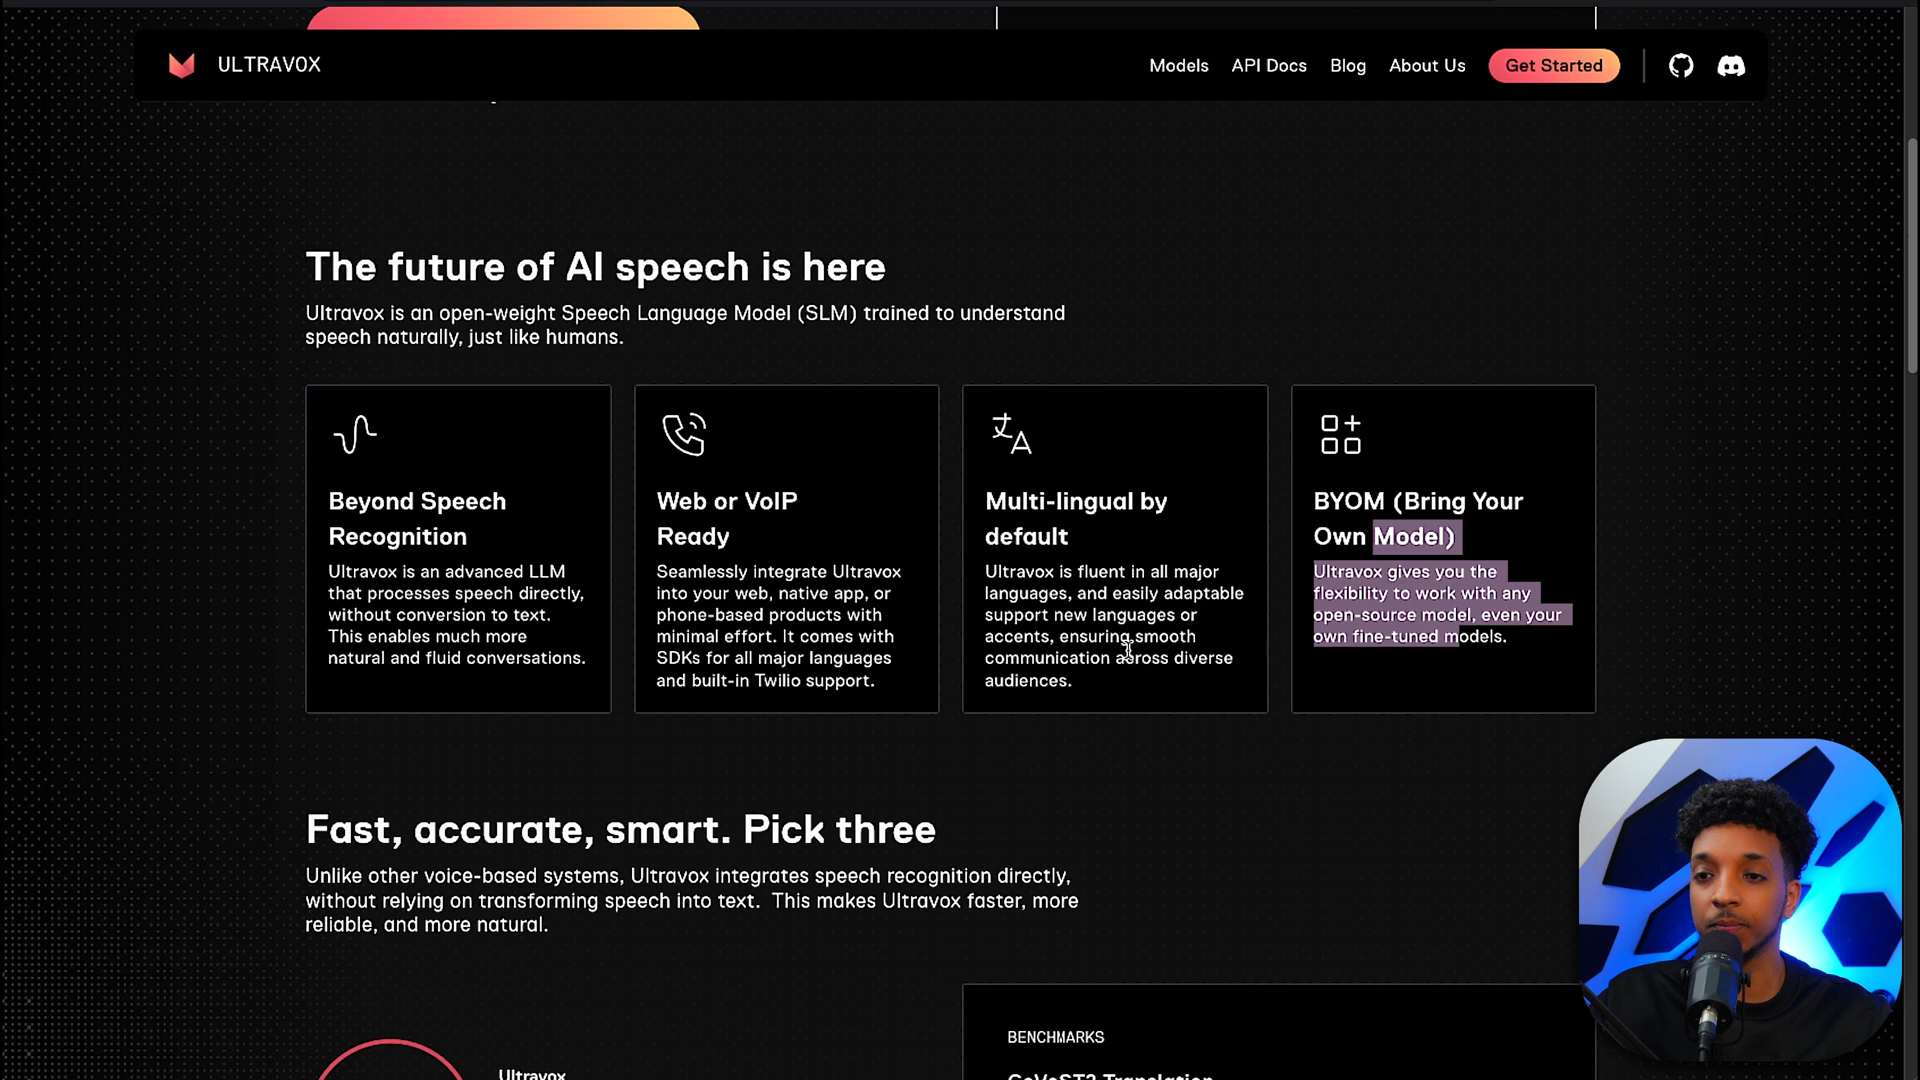 ULTRAVOX
Models
API Docs
Blog
About Us
Get Started
The future of AI speech is here
Ultravox is an open-weight Speech Language Model (SLM) trained to understand
speech naturally, just like humans.
Beyond Speech
Recognition
Ultravox is an advanced LLM
that processes speech directly,
without conversion to text.
This enables much more
natural and fluid conversations.
Web or VoIP
Ready
Seamlessly integrate Ultravox
into your web, native app, or
phone-based products with
minimal effort. It comes with
SDKs for all major languages
and built-in Twilio support.
Multi-lingual by
default
Ultravox is fluent in all major
languages, and easily adaptable
support new languages or
accents, ensuring smooth
communication across diverse
audiences.
BYOM (Bring Your
Own Model)
Ultravox gives you the
flexibility to work with any
open-source model, even your
own fine-tuned models.
Fast, accurate, smart. Pick three
Unlike other voice-based systems, Ultravox integrates speech recognition directly,
without relying on transforming speech into text. This makes Ultravox faster, more
reliable, and more natural.
Ultravox
BENCHMARKS
CoVoST2 Translation